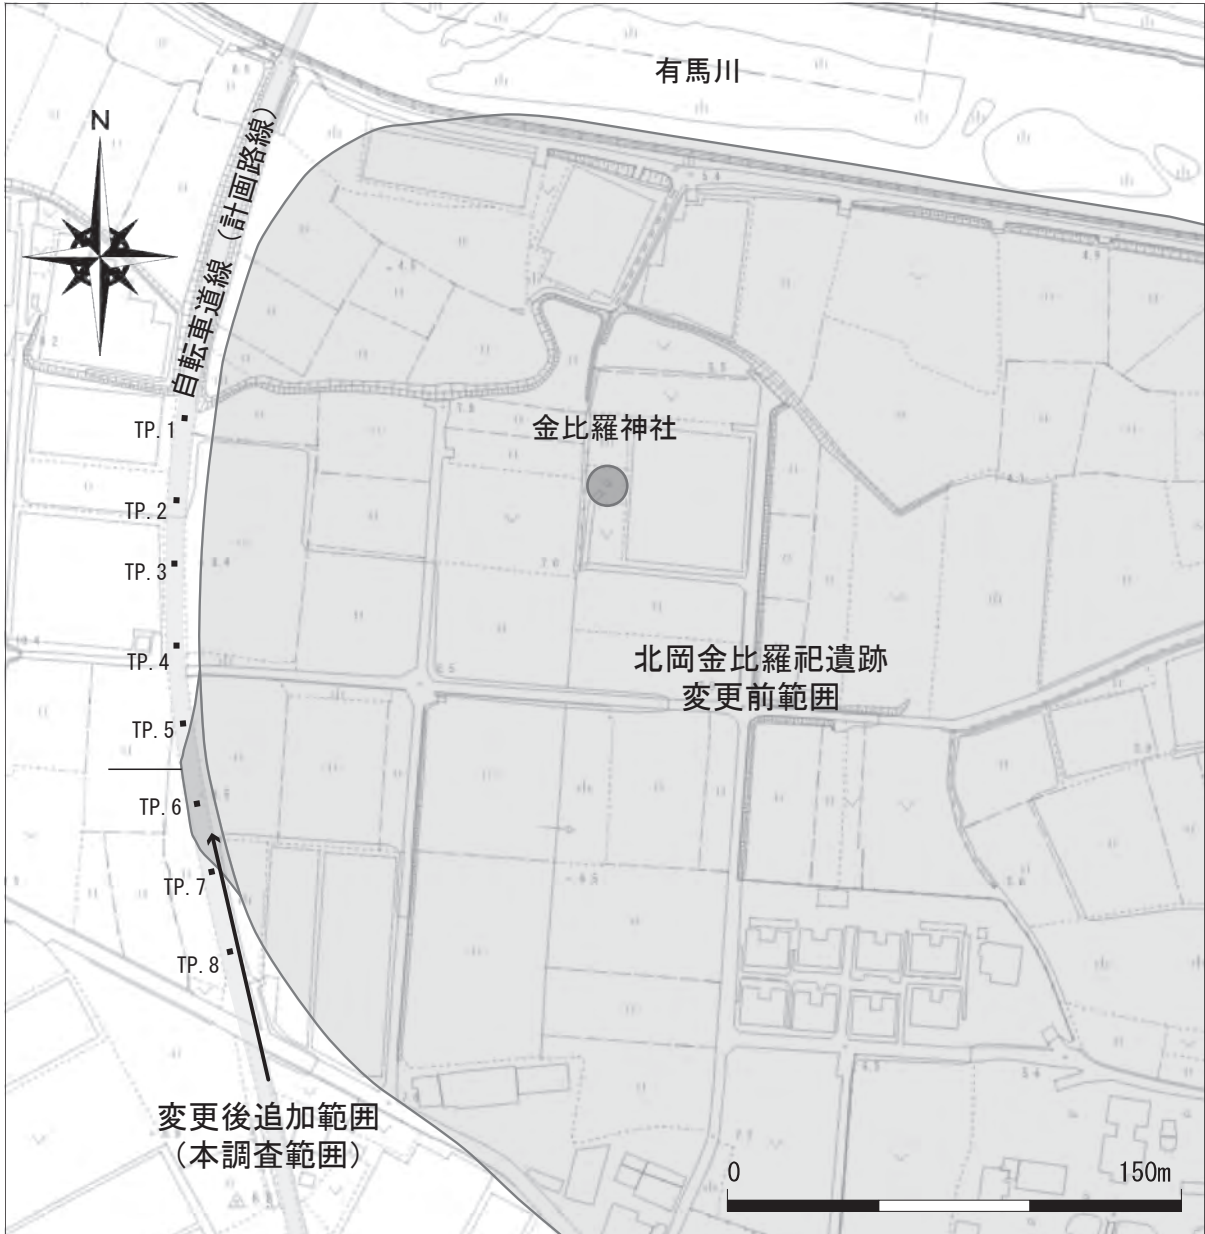 有馬川
N
自転車道線（計画路線）
TP.1
金比羅神社
TP.2
TP.3
TP.4
北岡金比羅祀遺跡
変更前範囲
TP.5
TP.6
TP.7
TP.8
変更後追加範囲
（本調査範囲）
0 150m